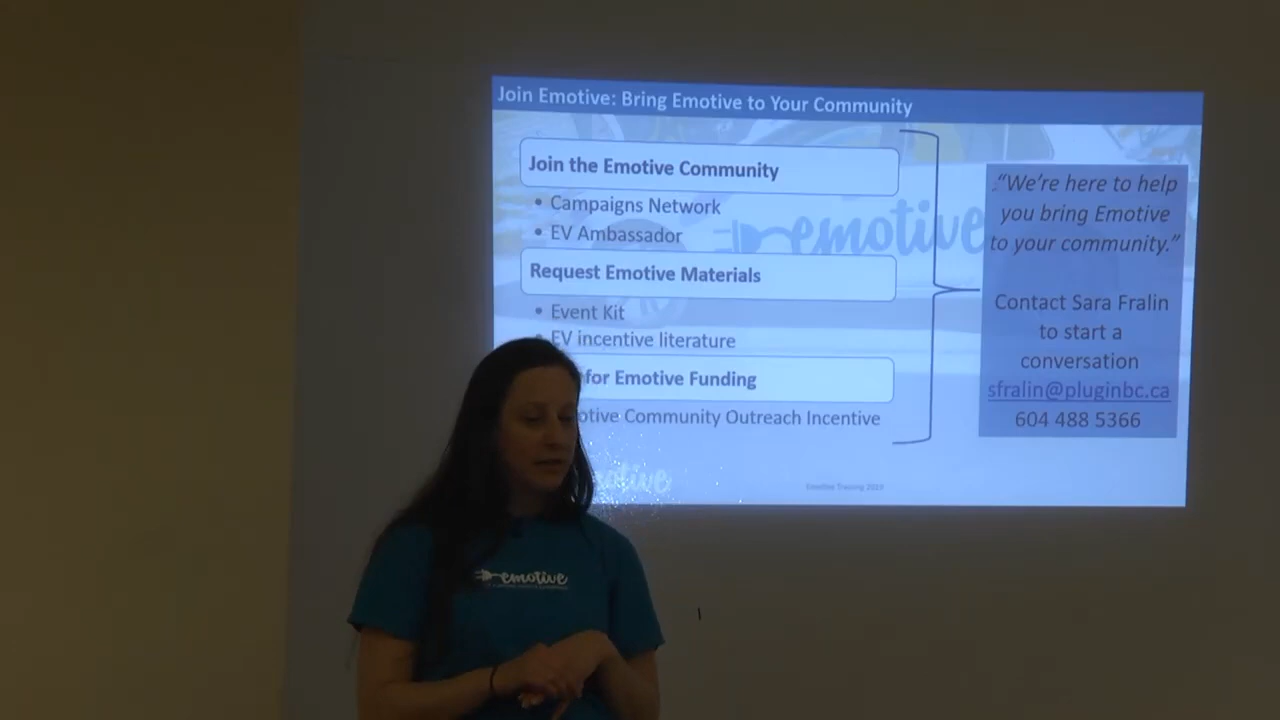 Join Emotive: Bring Emotive to Your Community
Join the Emotive Community
• Campaigns Network
• EV Ambassador
emotive
Request Emotive Materials
• Event Kit
• EV incentive literature
for Emotive Funding
otive Community Outreach Incentive
"We're here to help
you bring Emotive
to your community."
Contact Sara Fralin
to start a
conversation
sfralin@pluginbc.ca
604 488 5366
otive
emotive